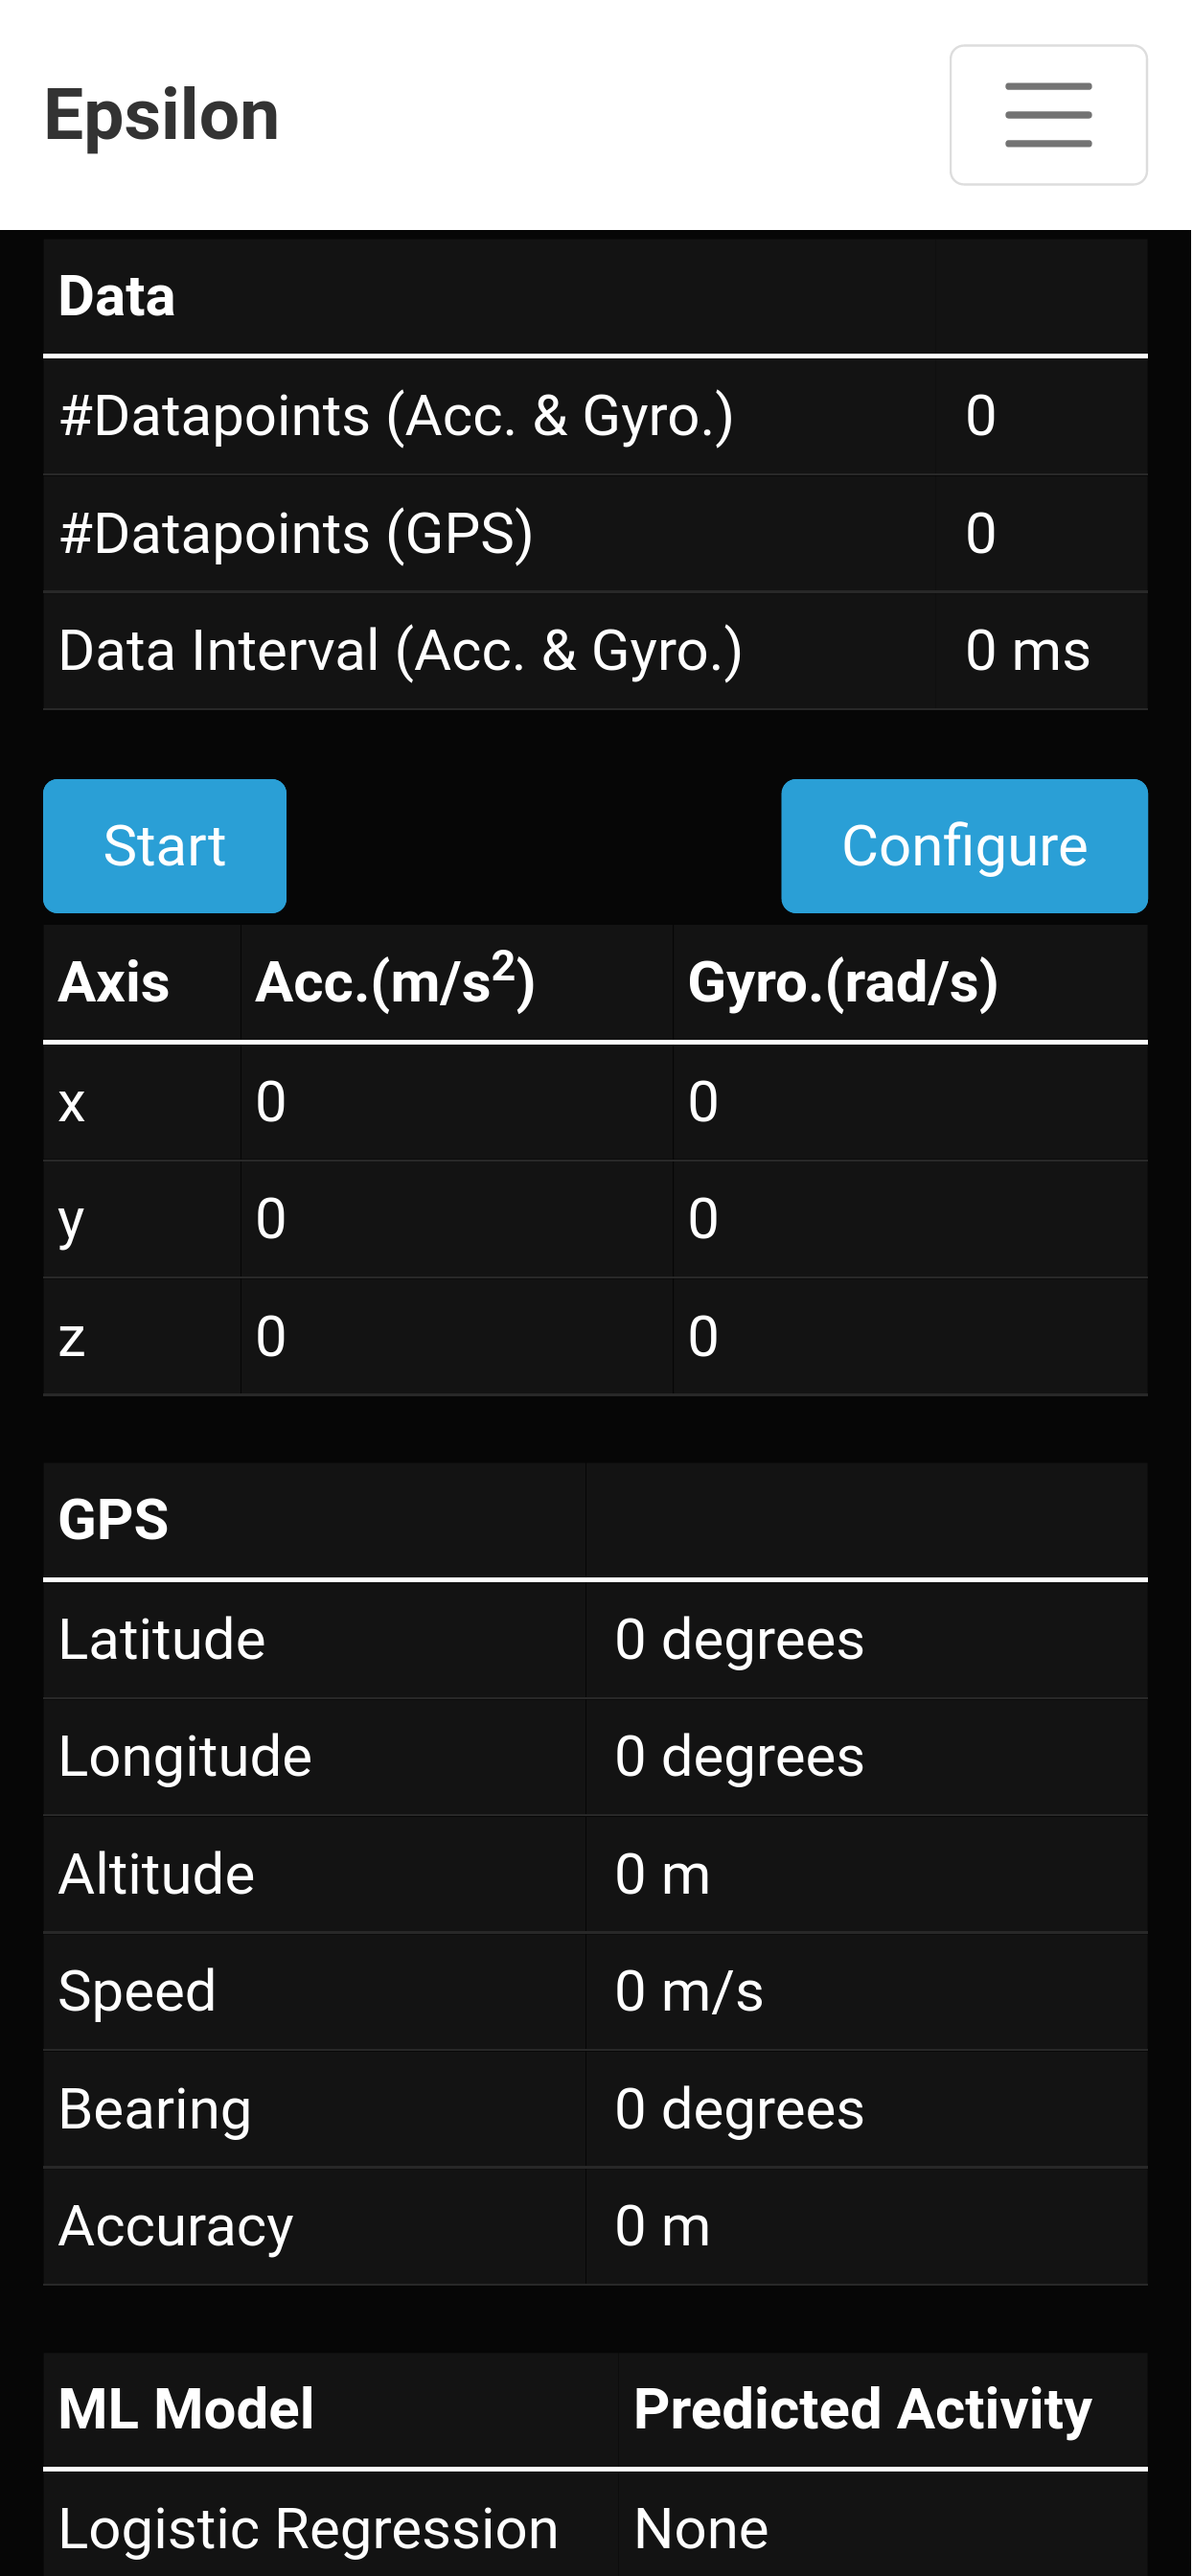 Epsilon
Data
#Datapoints (Acc. & Gyro.) 0
#Datapoints (GPS) 0
Data Interval (Acc. & Gyro.) 0 ms
Start Configure
Axis Acc.(m/s²) Gyro.(rad/s)
x 0 0
y 0 0
z 0 0
GPS
Latitude 0 degrees
Longitude 0 degrees
Altitude 0 m
Speed 0 m/s
Bearing 0 degrees
Accuracy 0 m
ML Model Predicted Activity
Logistic Regression None